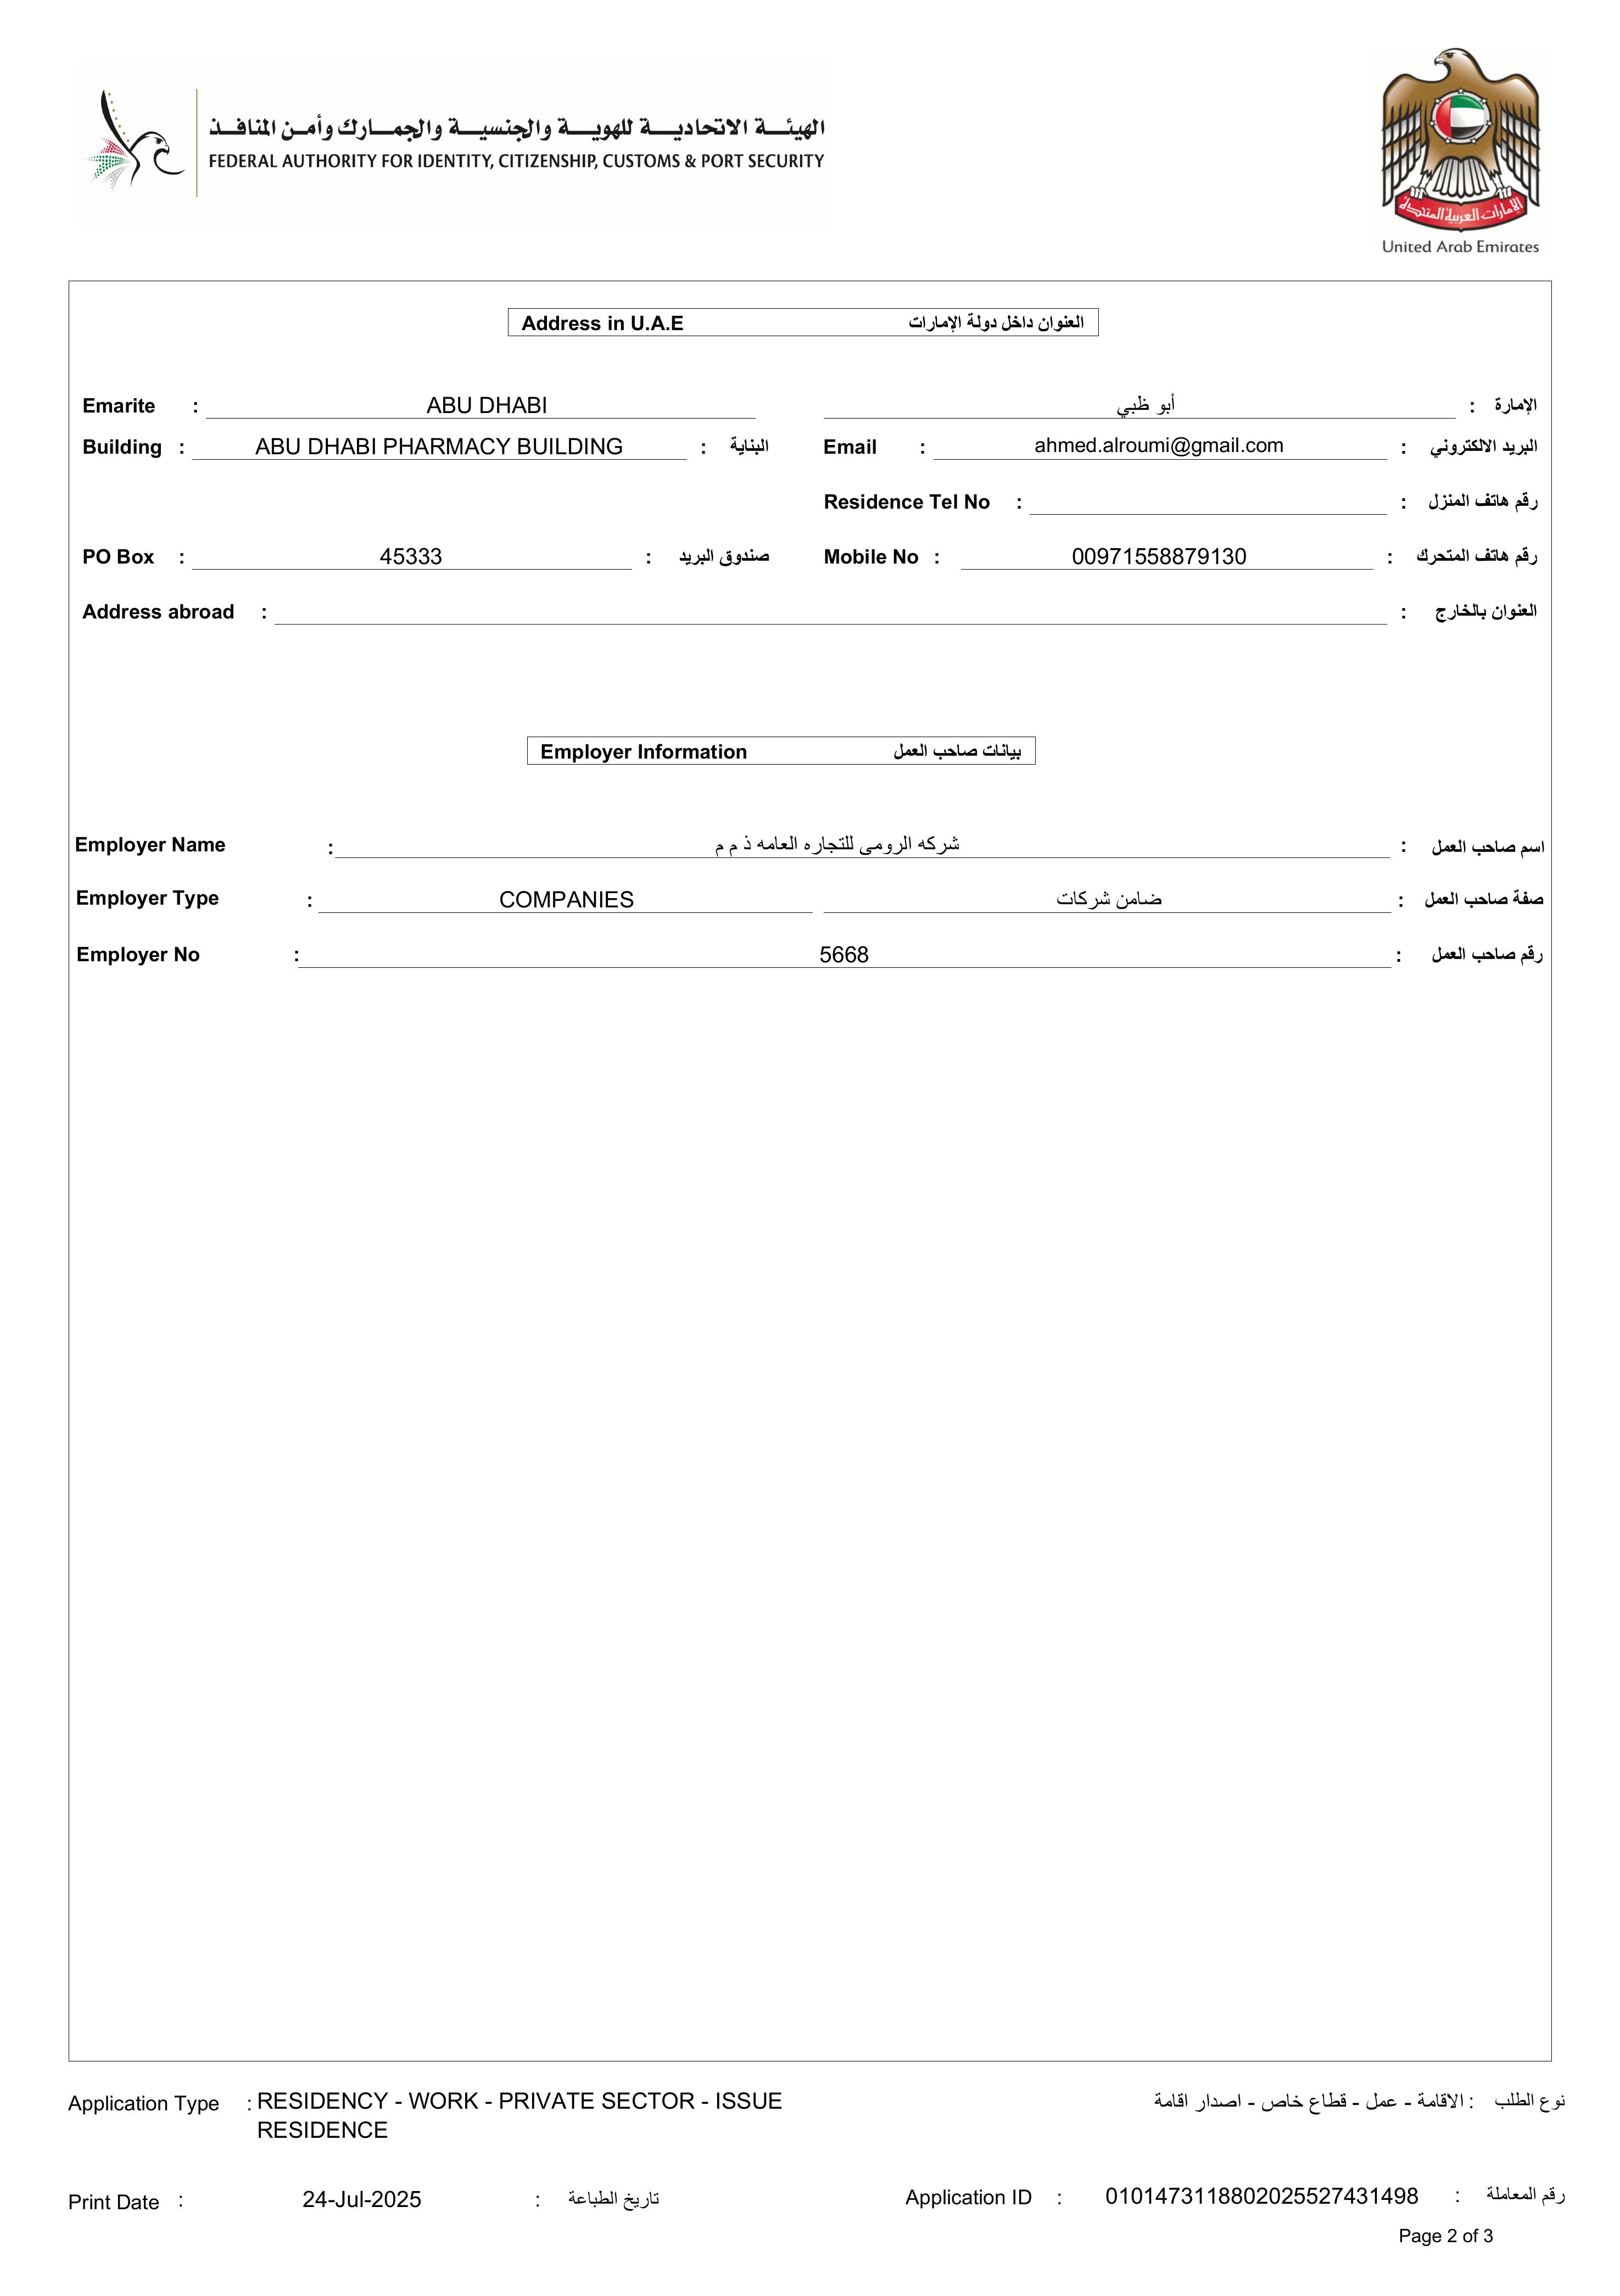 الهيئة الاتحادية للهوية والجنسية والجمارك وأمن المنافذ
FEDERAL AUTHORITY FOR IDENTITY, CITIZENSHIP, CUSTOMS & PORT SECURITY
الإمارات العربية المتحدة
United Arab Emirates
Address in U.A.E العنوان داخل دولة الإمارات
Emarite : ABU DHABI أبو ظبي : الإمارة
Building : ABU DHABI PHARMACY BUILDING : البناية Email : ahmed.alroumi@gmail.com : البريد الالكتروني
Residence Tel No : : رقم هاتف المنزل
PO Box : 45333 : صندوق البريد Mobile No : 00971558879130 : رقم هاتف المتحرك
Address abroad : : العنوان بالخارج
Employer Information بيانات صاحب العمل
Employer Name : شركه الرومى للتجاره العامه ذ م م : اسم صاحب العمل
Employer Type : COMPANIES ضامن شركات : صفة صاحب العمل
Employer No : 5668 : رقم صاحب العمل
Application Type : RESIDENCY - WORK - PRIVATE SECTOR - ISSUE نوع الطلب : الاقامة - عمل - قطاع خاص - اصدار اقامة
RESIDENCE
Print Date : 24-Jul-2025 : تاريخ الطباعة Application ID : 0101473118802025527431498 : رقم المعاملة
Page 2 of 3